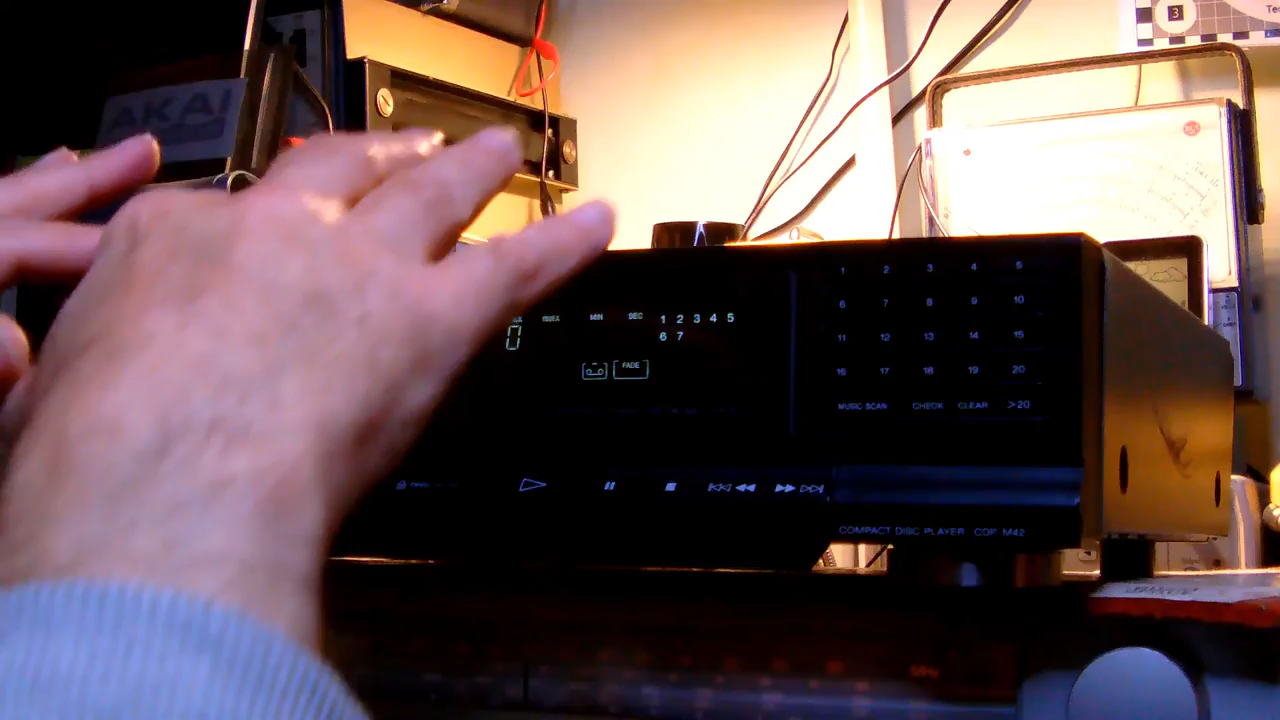 3
Te
AKAI
INDEX MIN SEC 1 2 3 4 5
6 7
0
FADE
1 2 3 4 5
6 7 8 9 10
11 12 13 14 15
16 17 18 19 20
MUSIC SCAN CHECK CLEAR >20
COMPACT DISC PLAYER CDP M42